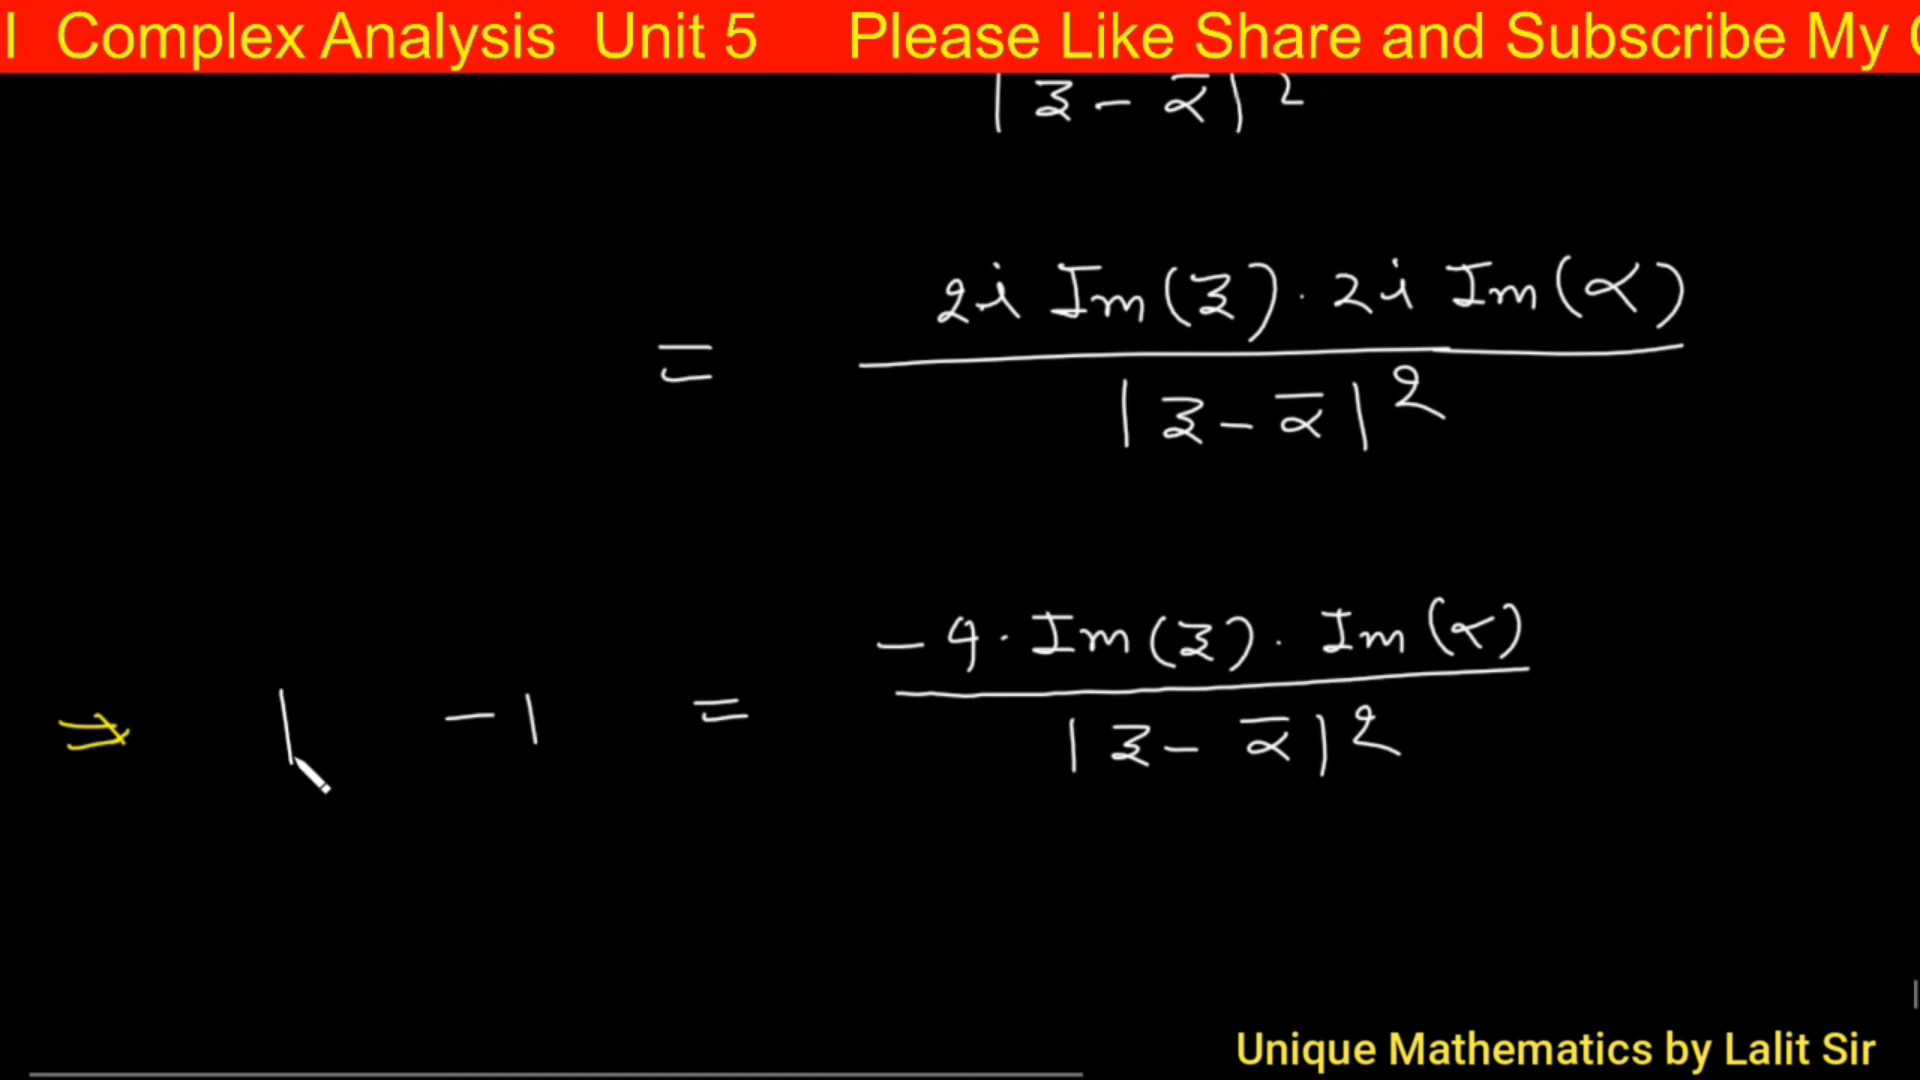 I Complex Analysis Unit 5 Please Like Share and Subscribe My
|z - α̅|²
2i Im(z) · 2i Im(α)
= ―――――――――
|z - α̅|²
-4 · Im(z) · Im(α)
⇒ | -1 = ―――――――――
|z - α̅|²
Unique Mathematics by Lalit Sir